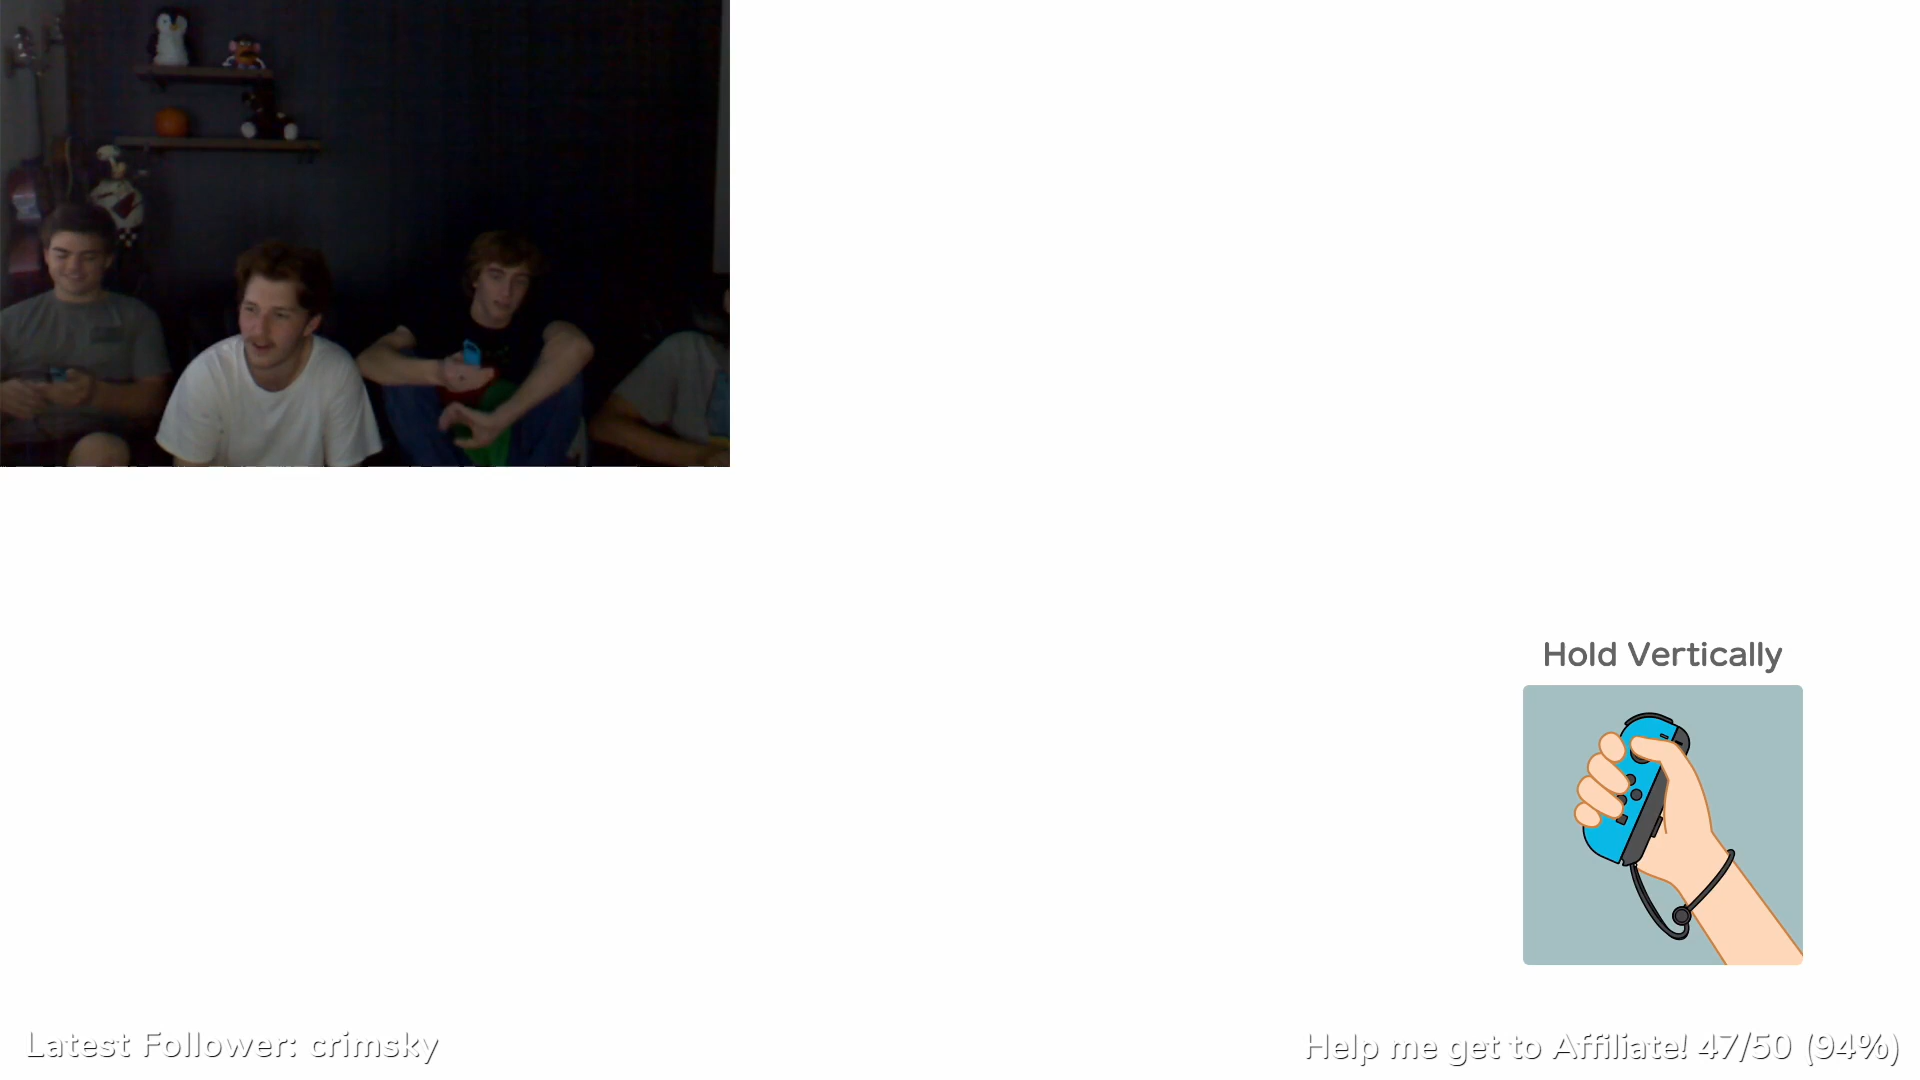 Hold Vertically
Latest Follower: crimsky
Help me get to Affiliate! 47/50 (94%)